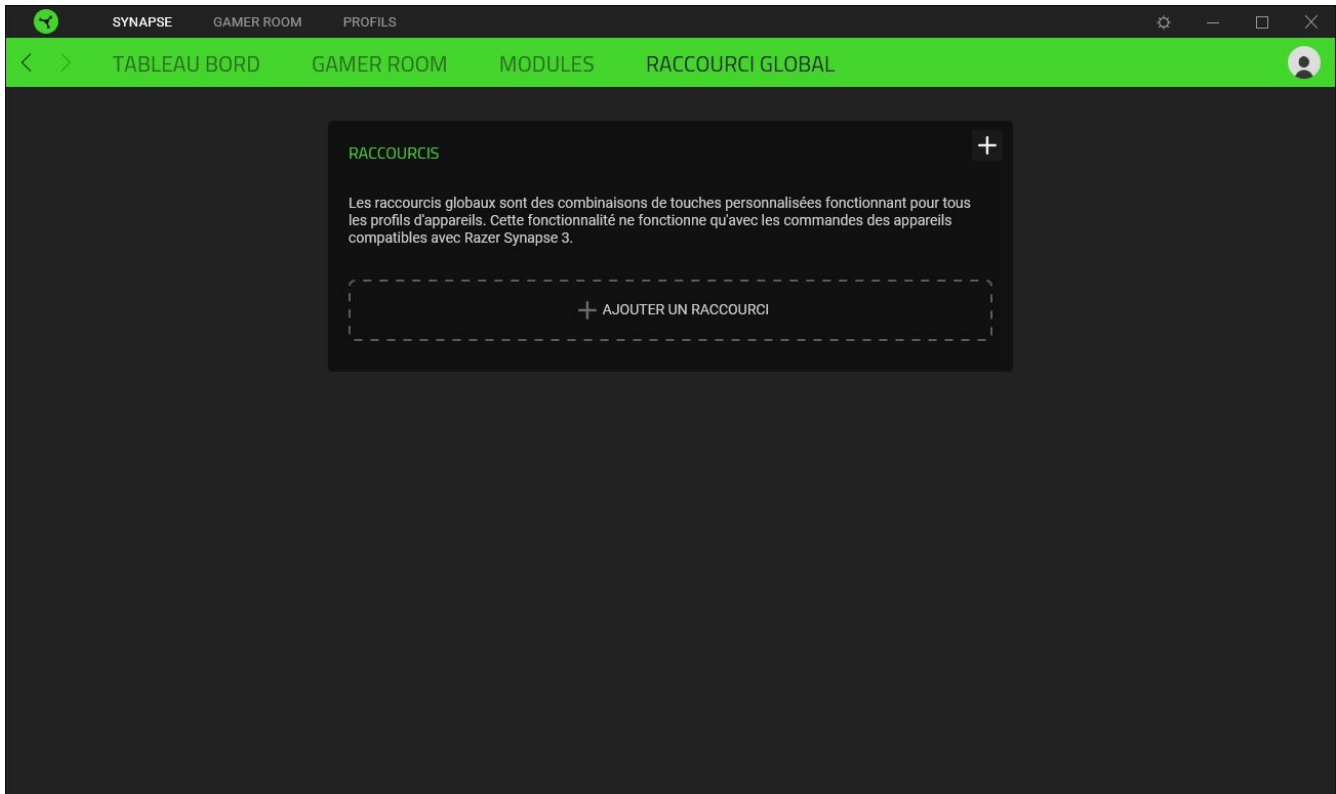 SYNAPSE GAMER ROOM PROFILS
TABLEAU BORD GAMER ROOM MODULES RACCOURCI GLOBAL
RACCOURCIS
Les raccourcis globaux sont des combinaisons de touches personnalisées fonctionnant pour tous
les profils d'appareils. Cette fonctionnalité ne fonctionne qu'avec les commandes des appareils
compatibles avec Razer Synapse 3.
AJOUTER UN RACCOURCI